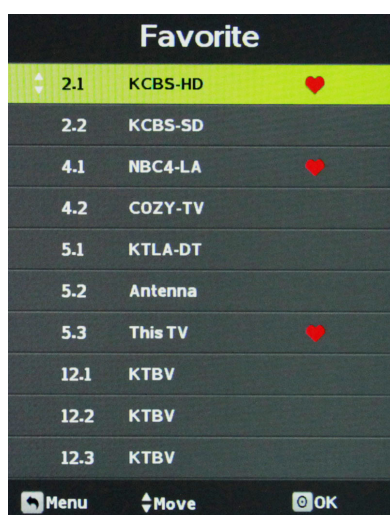 Favorite
2.1 KCBS-HD
2.2 KCBS-SD
4.1 NBC4-LA
4.2 COZY-TV
5.1 KTLA-DT
5.2 Antenna
5.3 This TV
12.1 KTBV
12.2 KTBV
12.3 KTBV
Menu Move OK